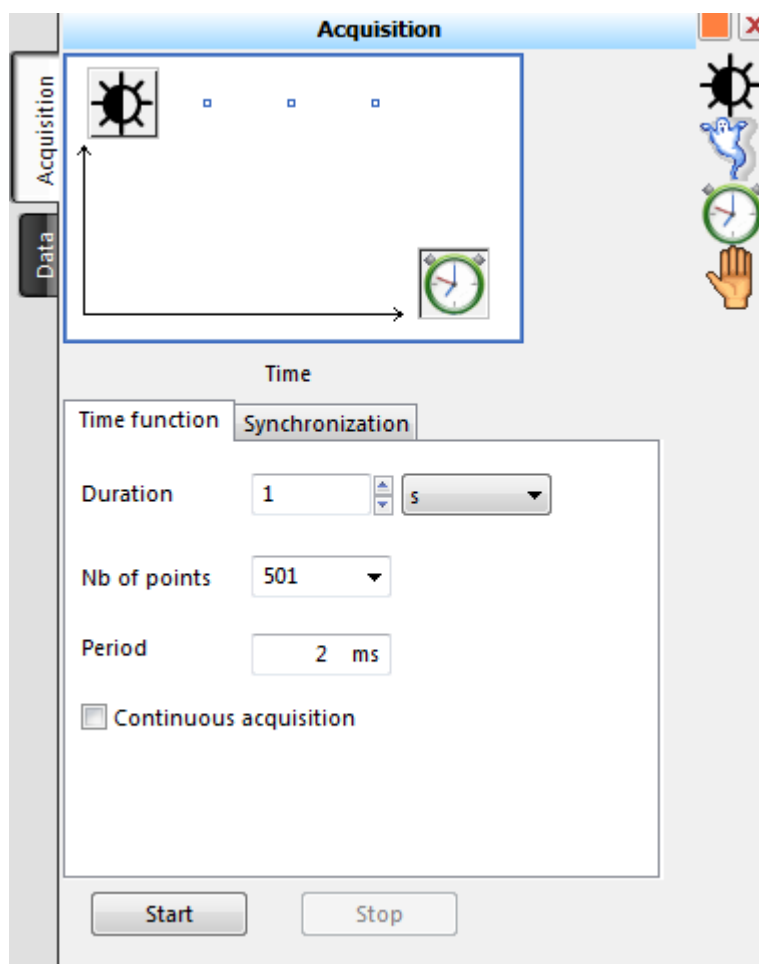 Acquisition
Acquisition
Data
Time
Time function
Synchronization
Duration
1
s
Nb of points
501
Period
2 ms
Continuous acquisition
Start
Stop